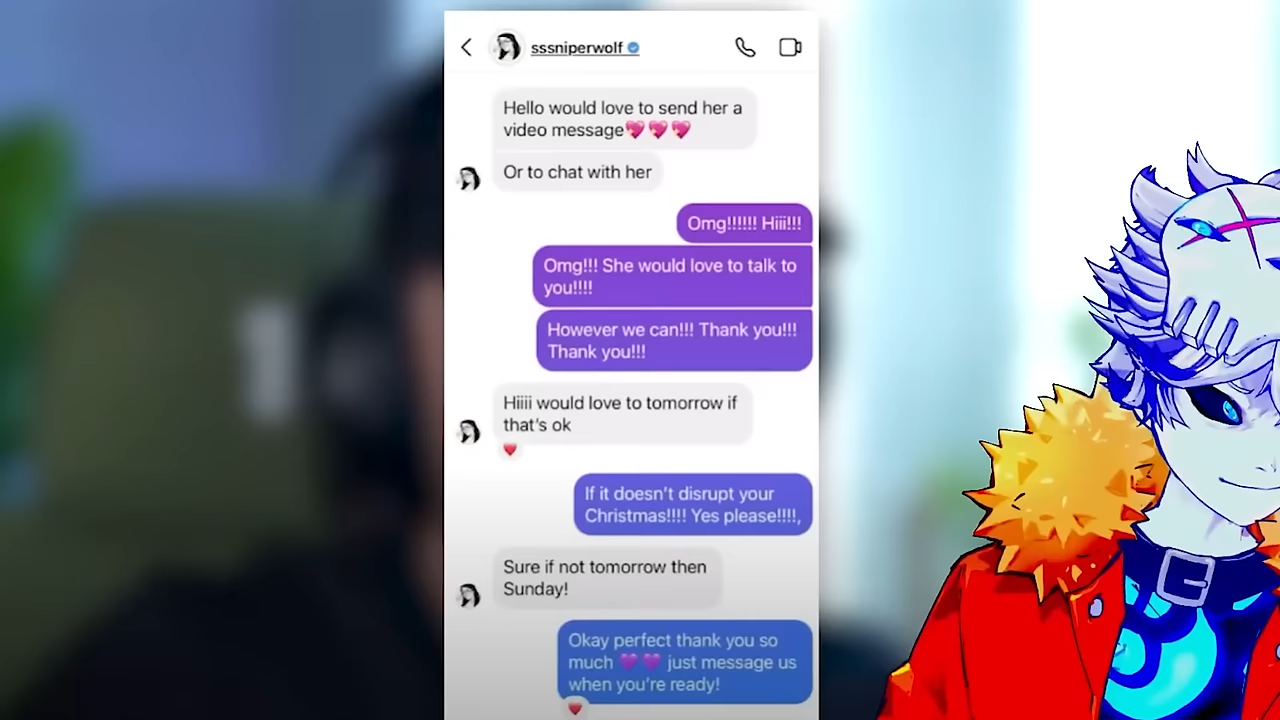 sssniperwolf
Hello would love to send her a
video message💖💖💖
Or to chat with her
Omg!!!!!! Hiii!!!
Omg!!! She would love to talk to
you!!!!
However we can!!! Thank you!!!
Thank you!!!
Hiiii would love to tomorrow if
that's ok
If it doesn't disrupt your
Christmas!!!! Yes please!!!!,
Sure if not tomorrow then
Sunday!
Okay perfect thank you so
much 💜💜 just message us
when you're ready!